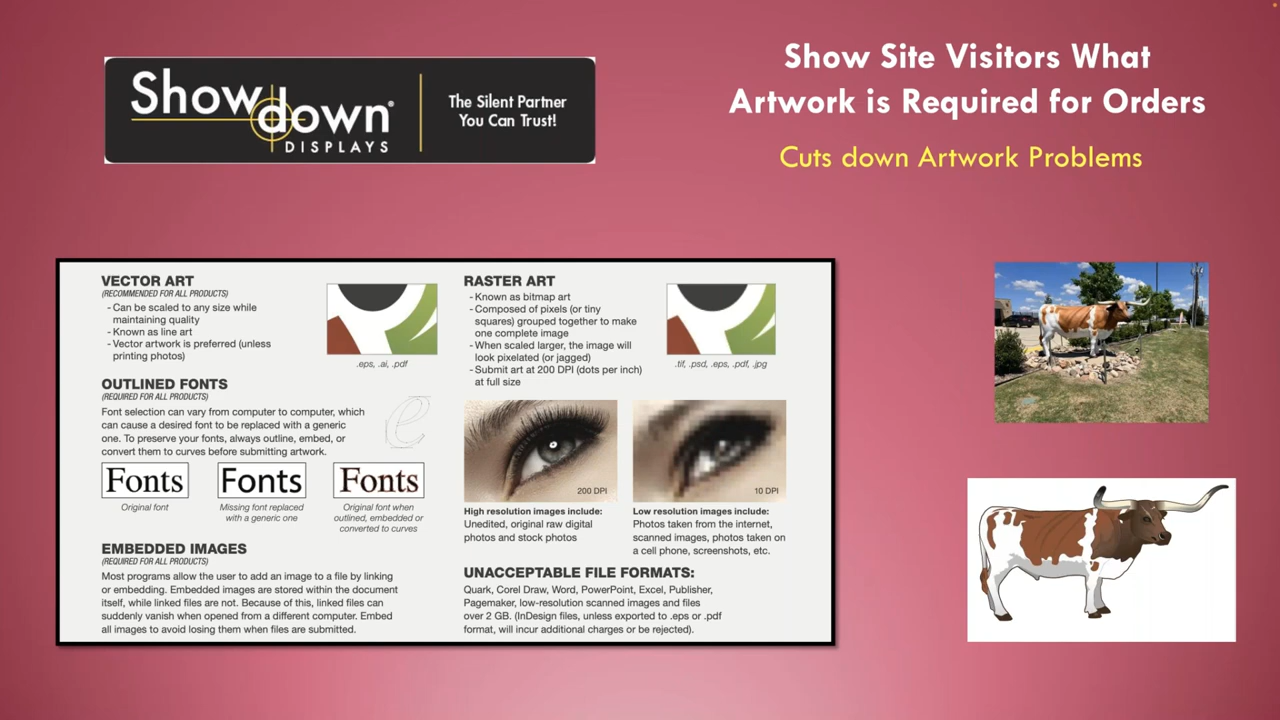 Showdown®
DISPLAYS
The Silent Partner
You Can Trust!
Show Site Visitors What
Artwork is Required for Orders
Cuts down Artwork Problems
VECTOR ART
(RECOMMENDED FOR ALL PRODUCTS)
- Can be scaled to any size while
maintaining quality
- Known as line art
- Vector artwork is preferred (unless
printing photos)
.eps, .ai, .pdf
OUTLINED FONTS
(REQUIRED FOR ALL PRODUCTS)
Font selection can vary from computer to computer, which
can cause a desired font to be replaced with a generic
one. To preserve your fonts, always outline, embed, or
convert them to curves before submitting artwork.
e
Fonts
Original font
Fonts
Missing font replaced
with a generic one
Fonts
Original font when
outlined, embedded or
converted to curves
EMBEDDED IMAGES
(REQUIRED FOR ALL PRODUCTS)
Most programs allow the user to add an image to a file by linking
or embedding. Embedded images are stored within the document
itself, while linked files are not. Because of this, linked files can
suddenly vanish when opened from a different computer. Embed
all images to avoid losing them when files are submitted.
RASTER ART
- Known as bitmap art
- Composed of pixels (or tiny
squares) grouped together to make
one complete image
- When scaled larger, the image will
look pixelated (or jagged)
- Submit art at 200 DPI (dots per inch)
at full size
.tif, .psd, .eps, .pdf, .jpg
200 DPI
10 DPI
High resolution images include:
Unedited, original raw digital
photos and stock photos
Low resolution images include:
Photos taken from the internet,
scanned images, photos taken on
a cell phone, screenshots, etc.
UNACCEPTABLE FILE FORMATS:
Quark, Corel Draw, Word, PowerPoint, Excel, Publisher,
Pagemaker, low-resolution scanned images and files
over 2 GB. (InDesign files, unless exported to .eps or .pdf
format, will incur additional charges or be rejected).